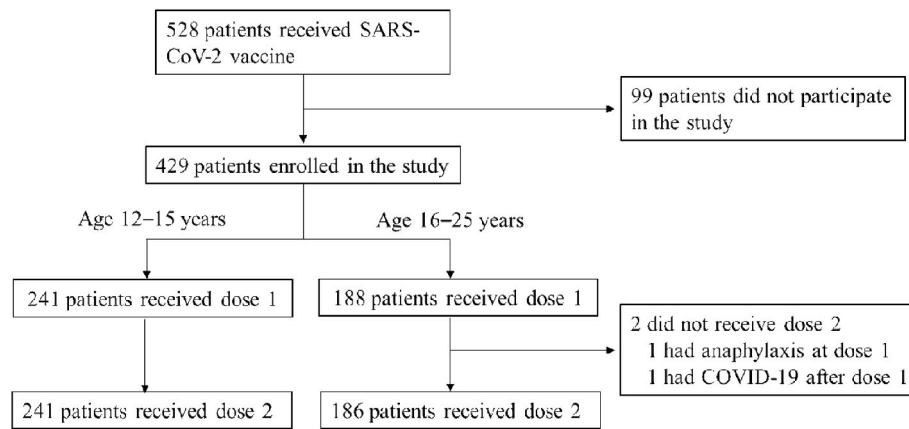 528 patients received SARS-
CoV-2 vaccine
99 patients did not participate
in the study
429 patients enrolled in the study
Age 12–15 years
Age 16–25 years
241 patients received dose 1
188 patients received dose 1
2 did not receive dose 2
1 had anaphylaxis at dose 1
1 had COVID-19 after dose 1
241 patients received dose 2
186 patients received dose 2